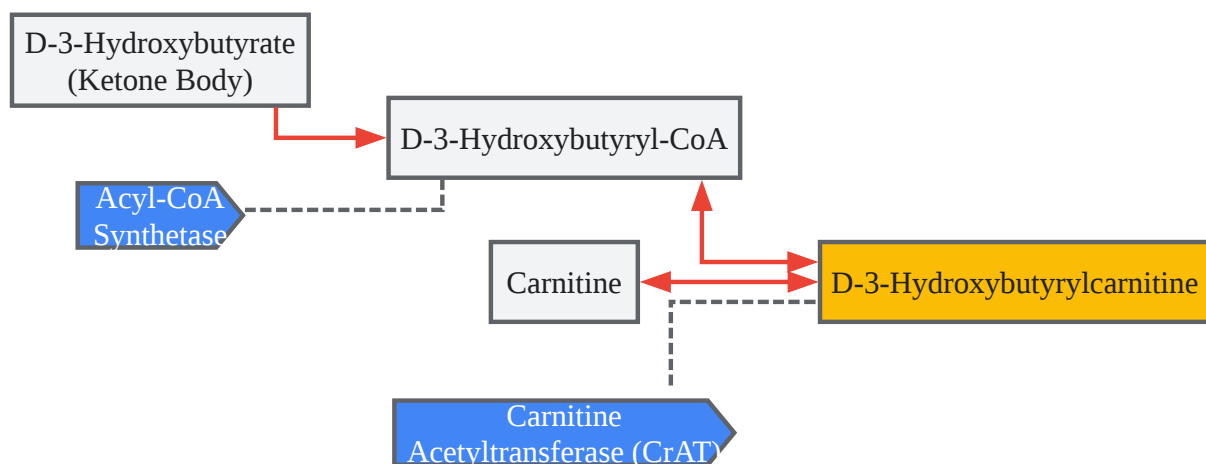 D-3-Hydroxybutyrate
(Ketone Body)
D-3-Hydroxybutyryl-CoA
Acyl-CoA
Synthetase
Carnitine
D-3-Hydroxybutyrylcarnitine
Carnitine
Acetyltransferase (CrAT)